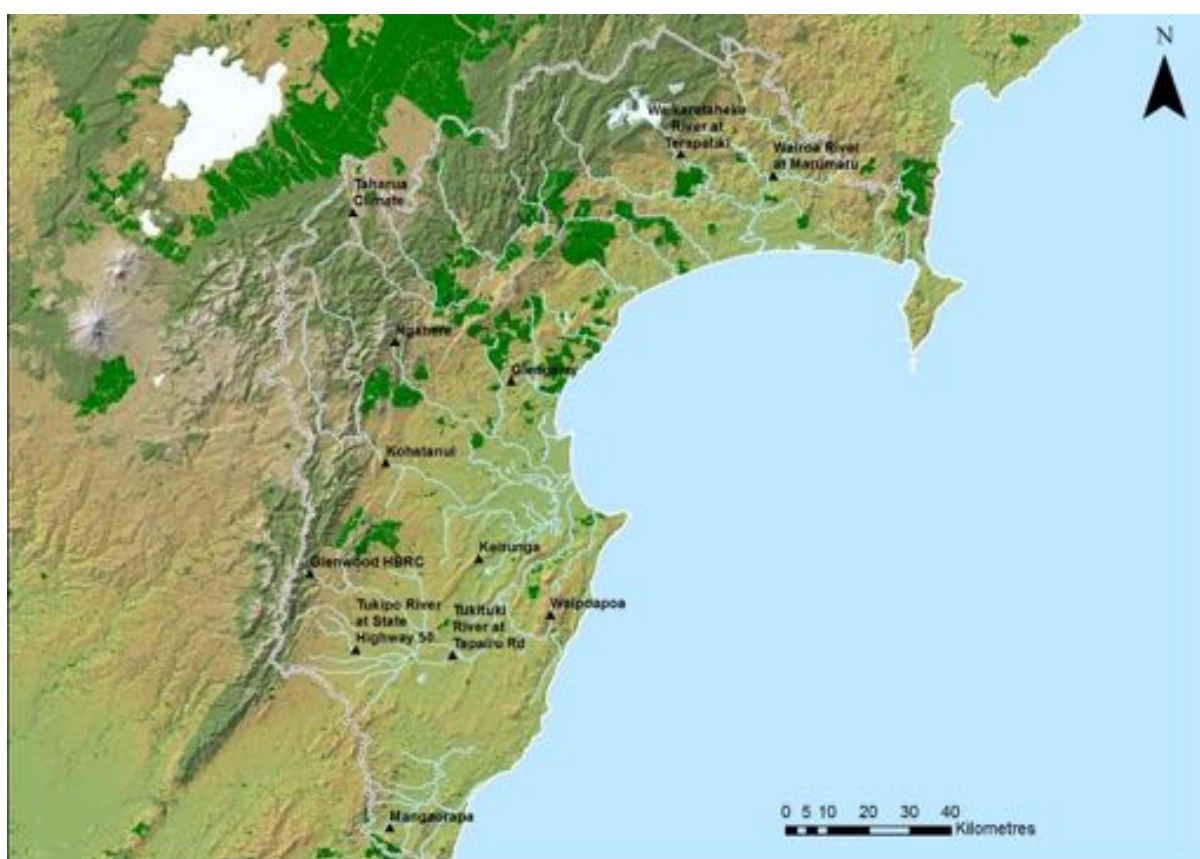 N
Waikaretaheke
River at
Terapatiki
Wairoa River
at Marumaru
Taharua
Climate
Ngahere
Glengarry
Kohatanui
Keirunga
Glenwood HBRC
Waipoapoa
Tukipo River
at State
Highway 50
Tukituki
River at
Tapairu Rd
Mangaorapa
0 5 10 20 30 40
Kilometres